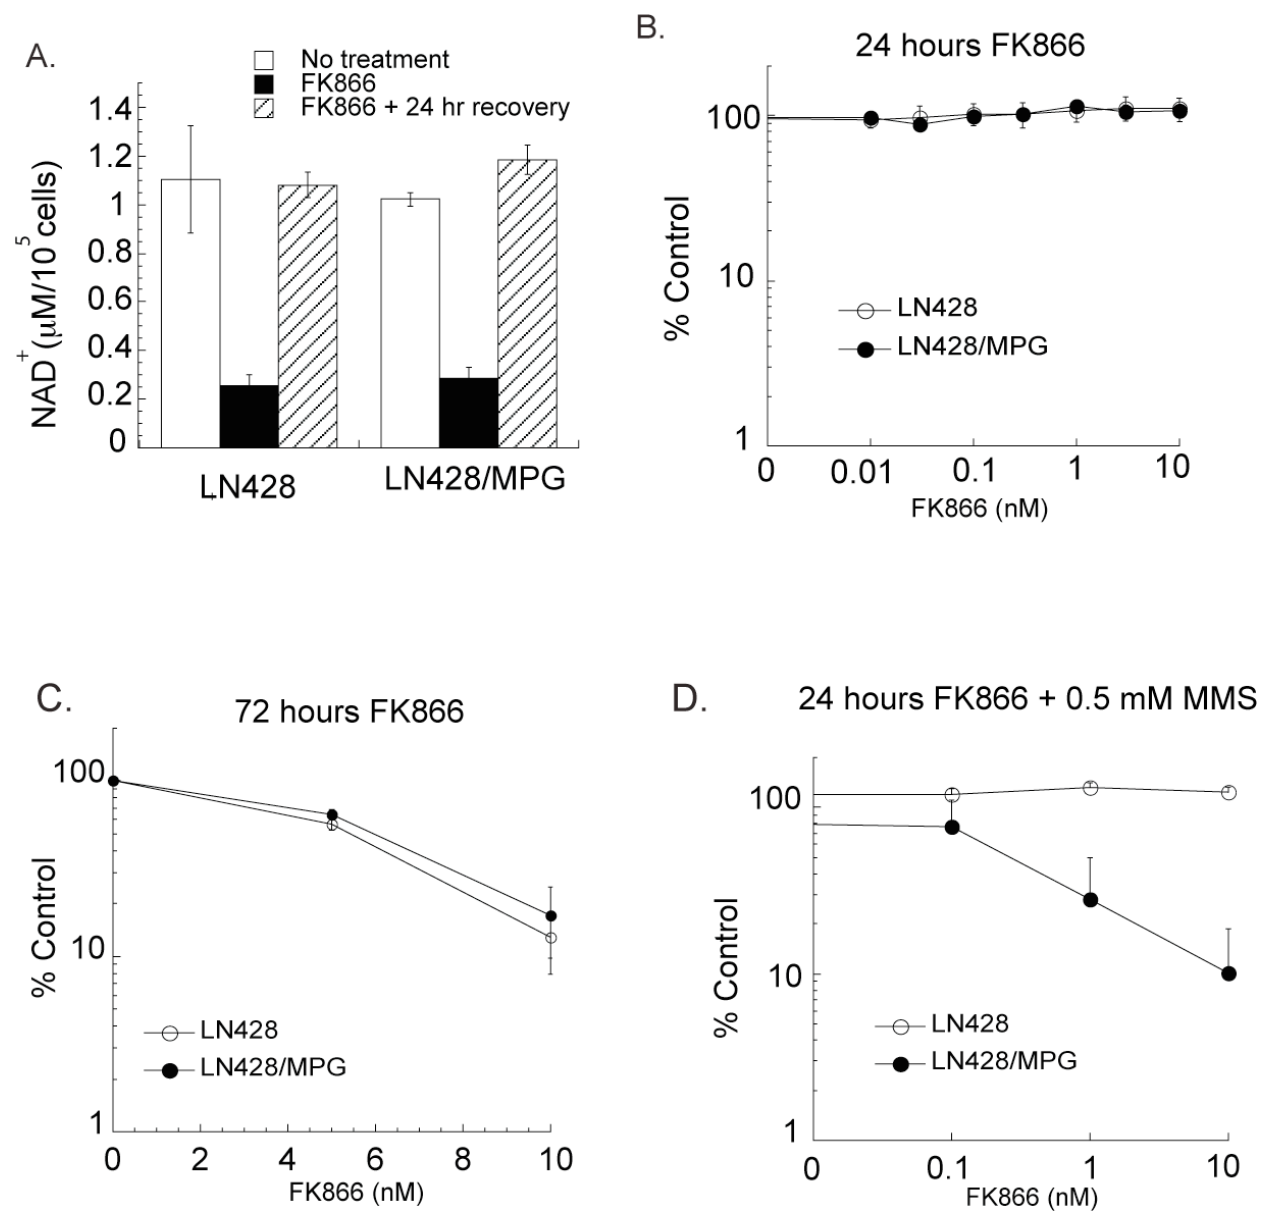 A.
No treatment
FK866
FK866 + 24 hr recovery
1.4
1.2
1
0.8
0.6
0.4
0.2
0
NAD+ (μM/10^5 cells)
LN428
LN428/MPG
B.
24 hours FK866
100
10
1
% Control
LN428
LN428/MPG
0 0.01 0.1 1 10
FK866 (nM)
C.
72 hours FK866
100
10
1
% Control
LN428
LN428/MPG
0 2 4 6 8 10
FK866 (nM)
D.
24 hours FK866 + 0.5 mM MMS
100
10
1
% Control
LN428
LN428/MPG
0 0.1 1 10
FK866 (nM)